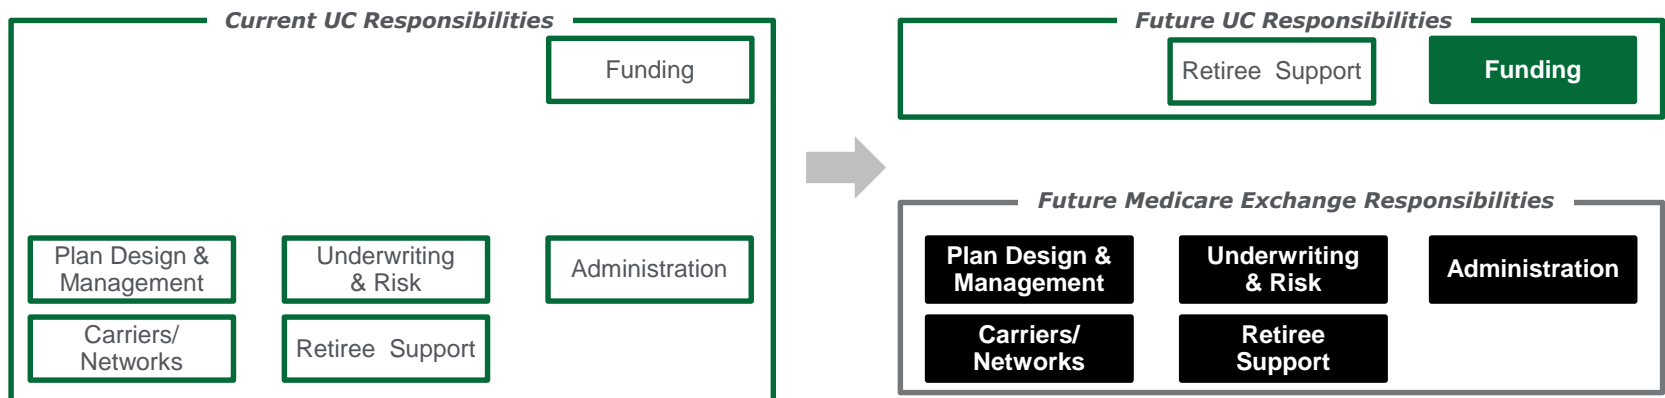 Current UC Responsibilities
Funding
Plan Design &
Management
Underwriting
& Risk
Administration
Carriers/
Networks
Retiree Support
Future UC Responsibilities
Retiree Support
Funding
Future Medicare Exchange Responsibilities
Plan Design &
Management
Underwriting
& Risk
Administration
Carriers/
Networks
Retiree
Support